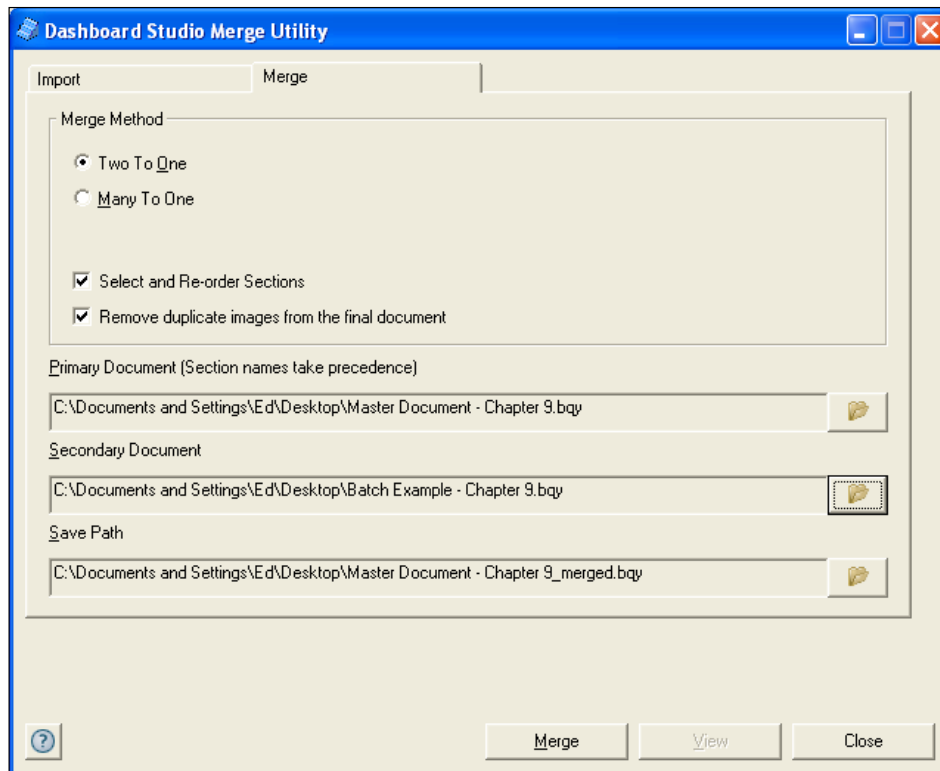 Dashboard Studio Merge Utility
Import
Merge
Merge Method
Two To One
Many To One
Select and Re-order Sections
Remove duplicate images from the final document
Primary Document (Section names take precedence)
C:\Documents and Settings\Ed\Desktop\Master Document - Chapter 9.bqy
Secondary Document
C:\Documents and Settings\Ed\Desktop\Batch Example - Chapter 9.bqy
Save Path
C:\Documents and Settings\Ed\Desktop\Master Document - Chapter 9_merged.bqy
? Merge View Close